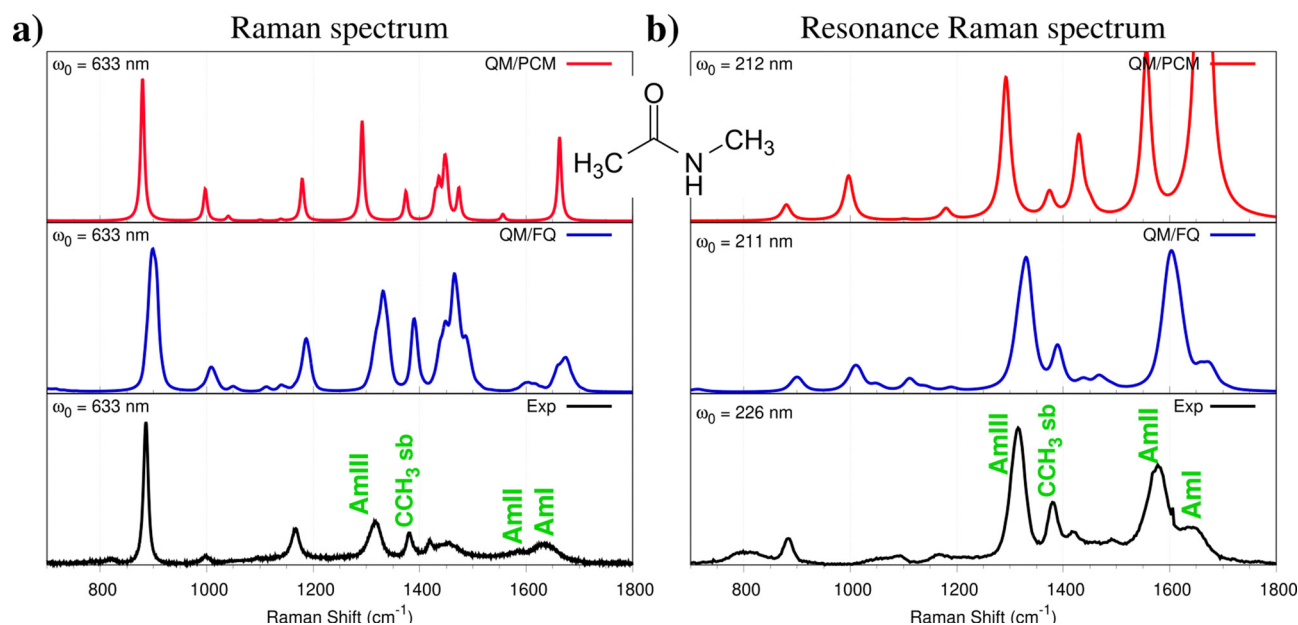 a) Raman spectrum
ω₀ = 633 nm
QM/PCM
ω₀ = 633 nm
QM/FQ
ω₀ = 633 nm
Exp
AmIII
CCH₃ sb
AmII
AmI
800 1000 1200 1400 1600 1800
Raman Shift (cm⁻¹)
O
H₃C
N
H
CH₃
b) Resonance Raman spectrum
ω₀ = 212 nm
QM/PCM
ω₀ = 211 nm
QM/FQ
ω₀ = 226 nm
Exp
AmIII
CCH₃ sb
AmII
AmI
800 1000 1200 1400 1600 1800
Raman Shift (cm⁻¹)